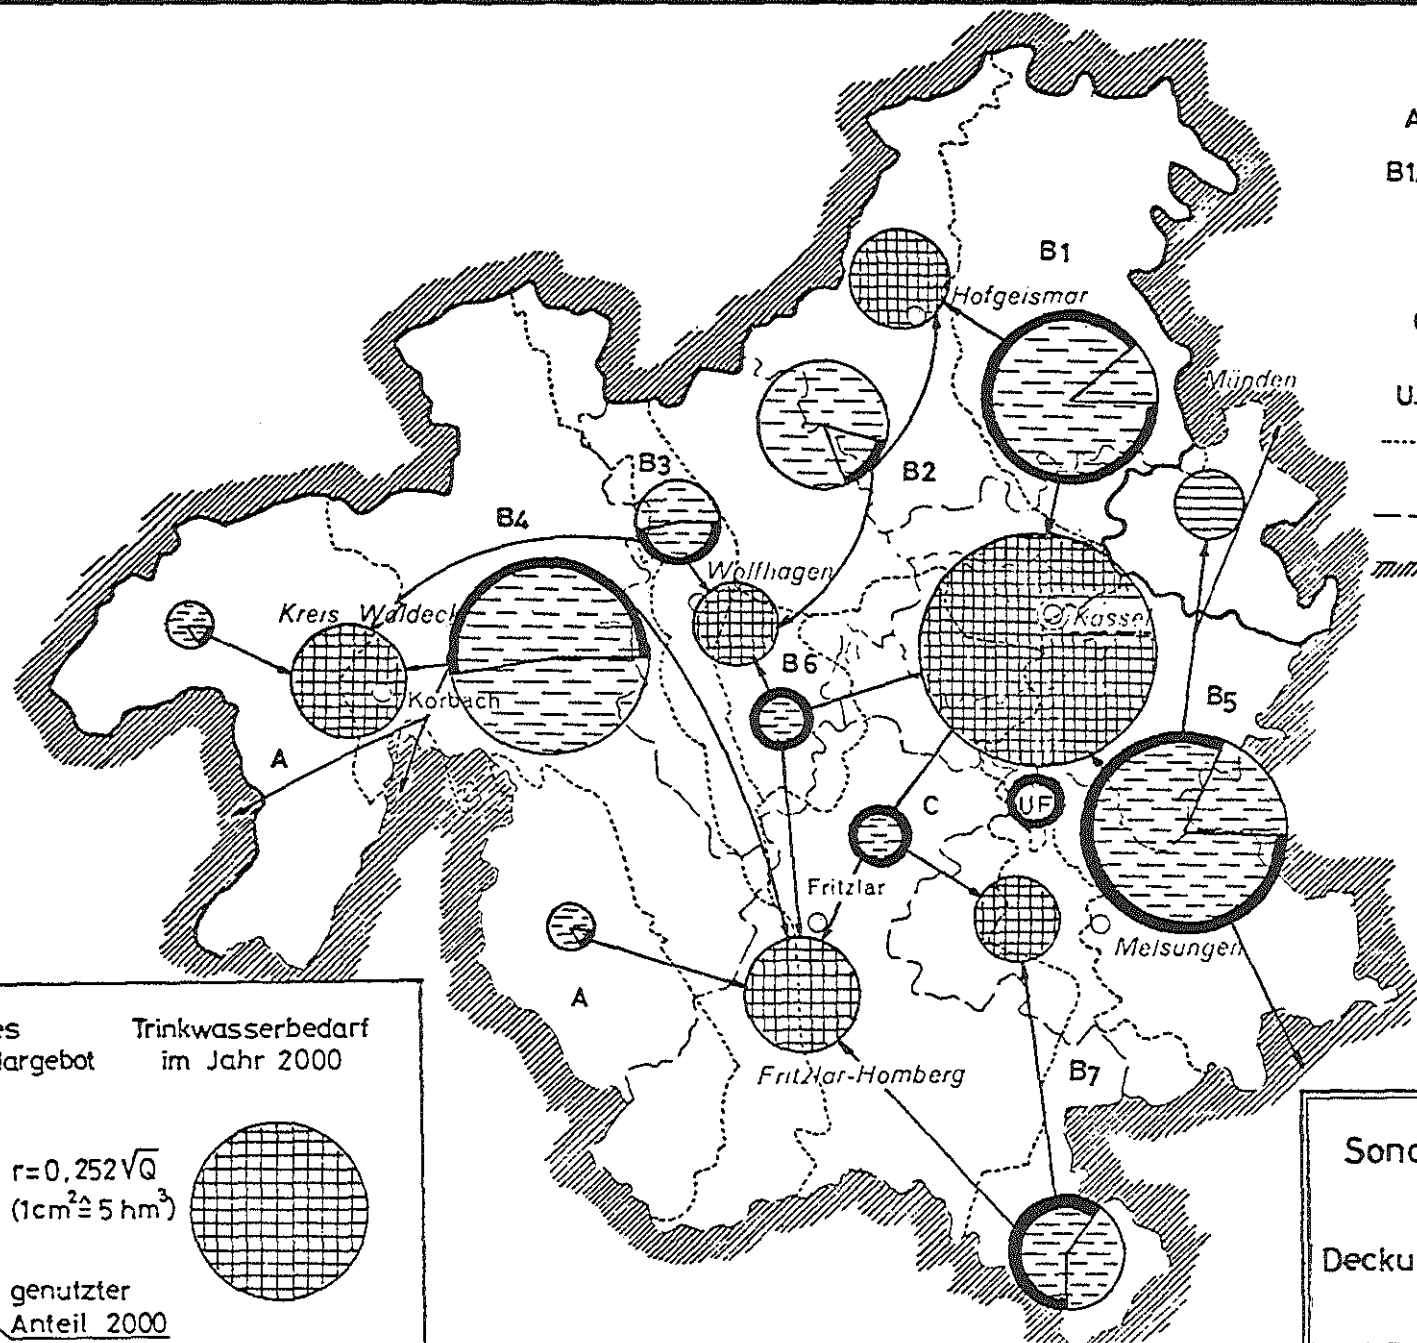 A
B1
B1
Hofgeismar
Münden
U
B3
B2
B4
Wolfhagen
Kreis Waldeck
Kassel
B6
B5
Korbach
A
C
UF
Fritzlar
Melsungen
A
Trinkwasserbedarf
im Jahr 2000
Fritzlar-Homberg
B7
r=0,252√Q
(1cm²≙5 hm³)
genutzter
Anteil 2000